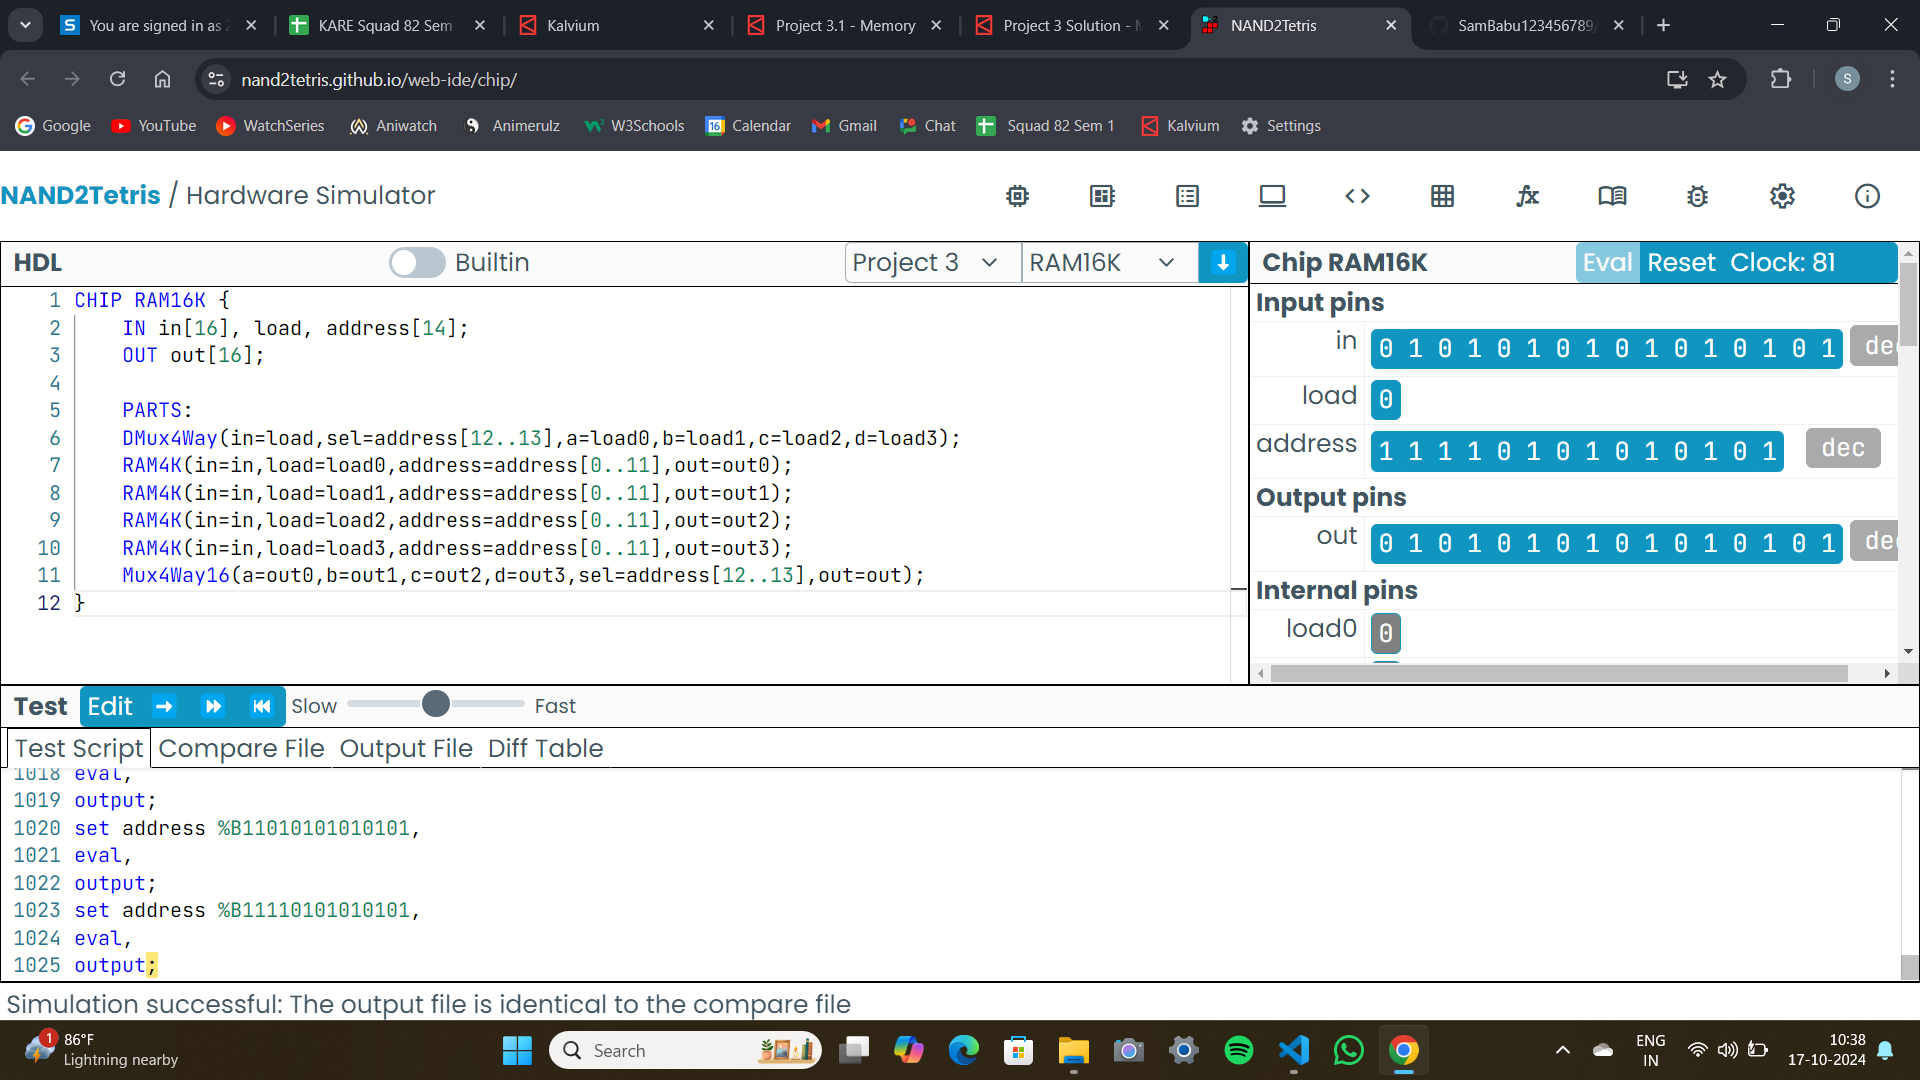 You are signed in as
KARE Squad 82 Sem
Kalvium
Project 3.1 - Memory
Project 3 Solution -
NAND2Tetris
SamBabu123456789/
nand2tetris.github.io/web-ide/chip/
S
Google
YouTube
WatchSeries
Aniwatch
Animerulz
W3Schools
Calendar
Gmail
Chat
Squad 82 Sem 1
Kalvium
Settings
NAND2Tetris / Hardware Simulator
HDL
Builtin
Project 3
RAM16K
Chip RAM16K
Eval Reset Clock: 81
1 CHIP RAM16K {
2 IN in[16], load, address[14];
3 OUT out[16];
4
5 PARTS:
6 DMux4Way(in=load,sel=address[12..13],a=load0,b=load1,c=load2,d=load3);
7 RAM4K(in=in,load=load0,address=address[0..11],out=out0);
8 RAM4K(in=in,load=load1,address=address[0..11],out=out1);
9 RAM4K(in=in,load=load2,address=address[0..11],out=out2);
10 RAM4K(in=in,load=load3,address=address[0..11],out=out3);
11 Mux4Way16(a=out0,b=out1,c=out2,d=out3,sel=address[12..13],out=out);
12 }
Input pins
in 0 1 0 1 0 1 0 1 0 1 0 1 0 1 0 1 dec
load 0
address 1 1 1 1 0 1 0 1 0 1 0 1 0 1 dec
Output pins
out 0 1 0 1 0 1 0 1 0 1 0 1 0 1 0 1 dec
Internal pins
load0 0
Test Edit Slow Fast
Test Script Compare File Output File Diff Table
1018 eval,
1019 output;
1020 set address %B11010101010101,
1021 eval,
1022 output;
1023 set address %B11110101010101,
1024 eval,
1025 output;
Simulation successful: The output file is identical to the compare file
1
86°F
Lightning nearby
Search
ENG
IN
10:38
17-10-2024